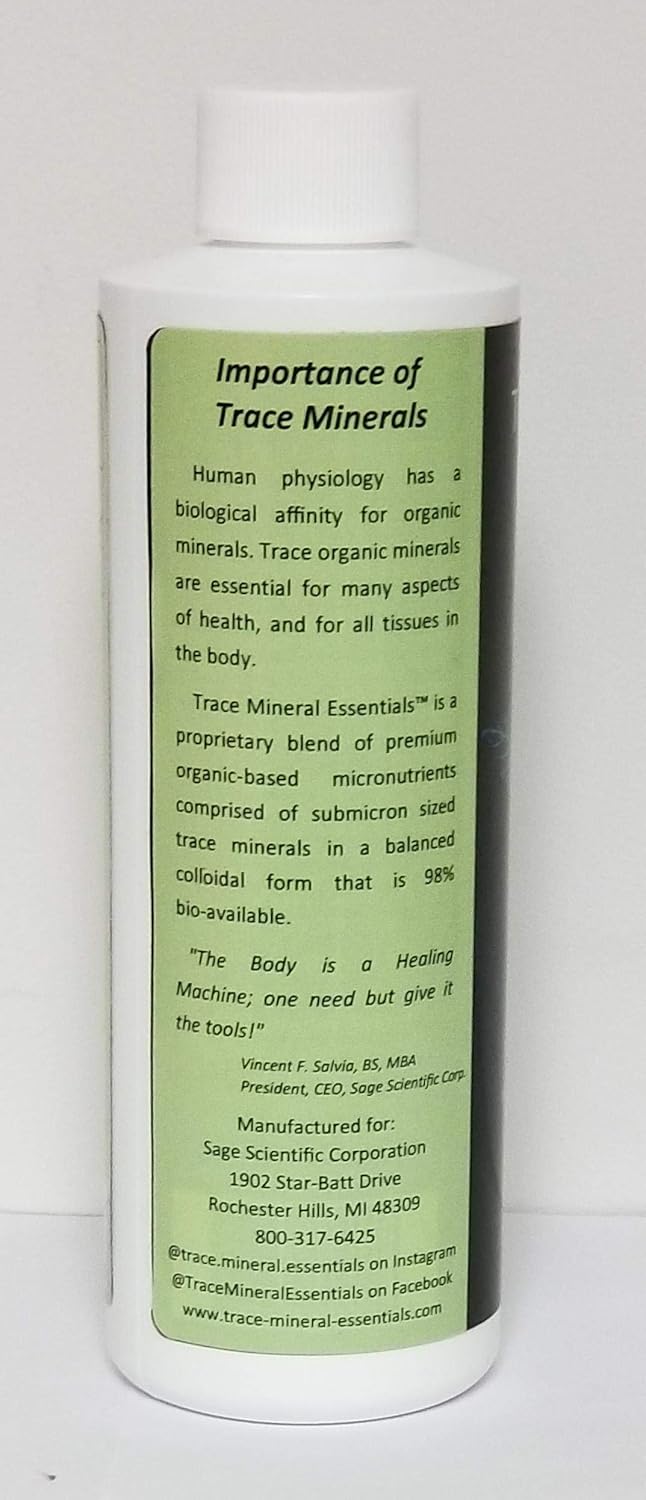 Importance of
Trace Minerals
Human physiology has a
biological affinity for organic
minerals. Trace organic minerals
are essential for many aspects
of health, and for all tissues in
the body.
Trace Mineral Essentials™ is a
proprietary blend of premium
organic-based micronutrients
comprised of submicron sized
trace minerals in a balanced
colloidal form that is 98%
bio-available.
"The Body is a Healing
Machine; one need but give it
the tools!"
Vincent F. Salvia, BS, MBA
President, CEO, Sage Scientific Corp.
Manufactured for:
Sage Scientific Corporation
1902 Star-Batt Drive
Rochester Hills, MI 48309
800-317-6425
@trace.mineral.essentials on Instagram
@TraceMineralEssentials on Facebook
www.trace-mineral-essentials.com